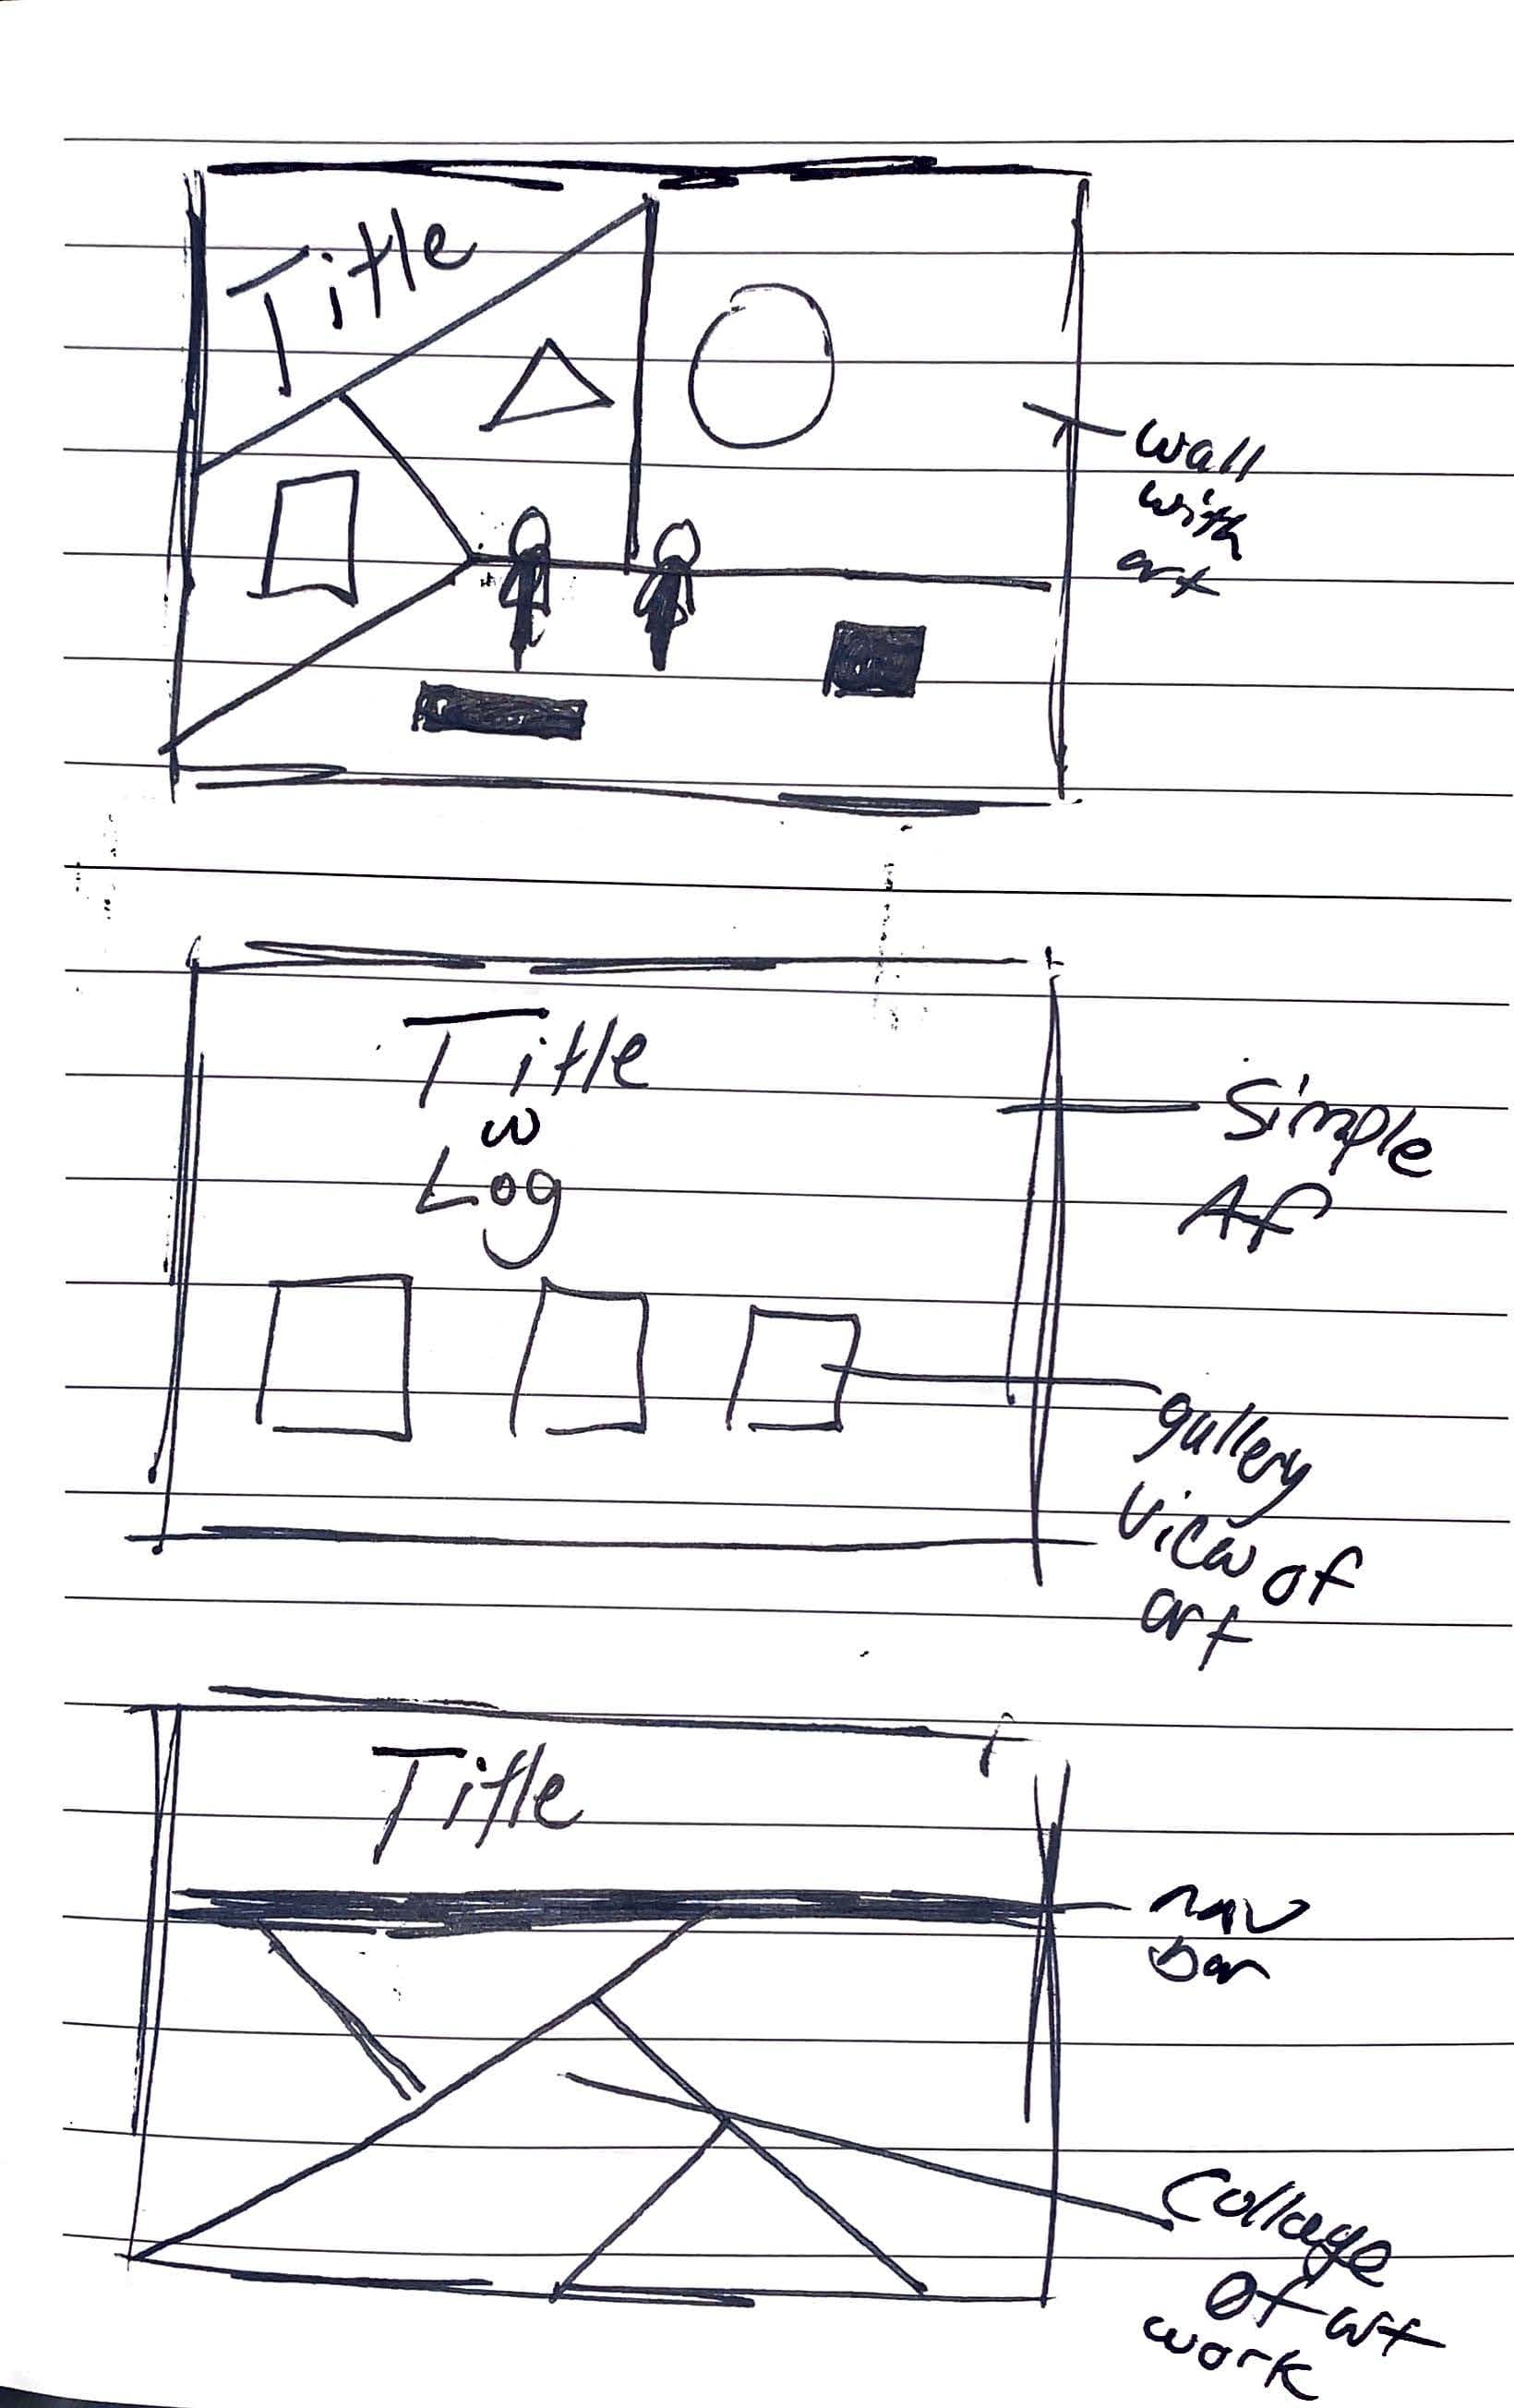 Title
wall
with
art
Title
w
Log
Simple
Af
gallery
view of
art
Title
nav
bar
Collage
of art
work